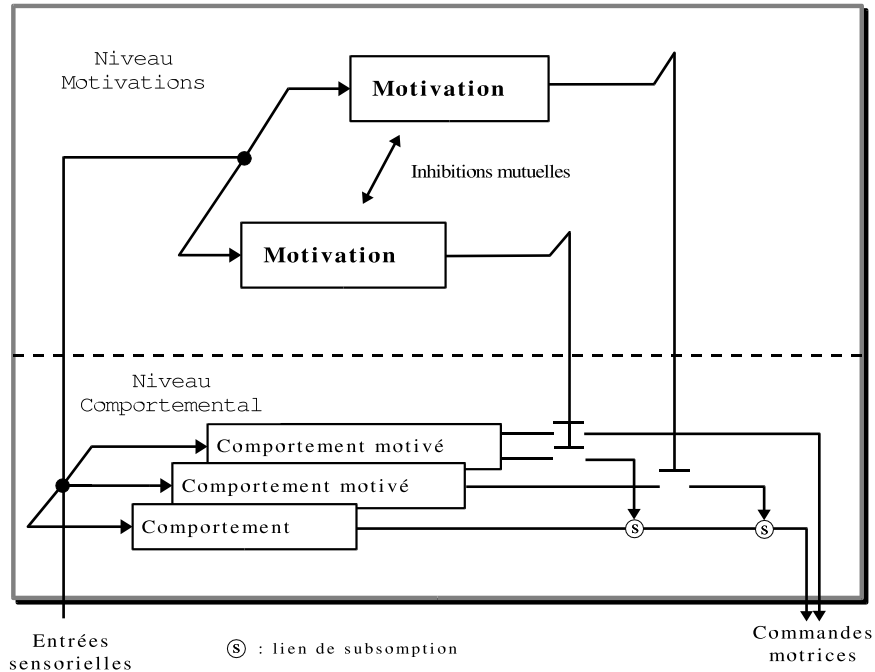 Niveau
Motivations
Motivation
Inhibitions mutuelles
Motivation
Niveau
Comportemental
Comportement motivé
Comportement motivé
Comportement
S
S
Entrées
sensorielles
S : lien de subsomption
Commandes
motrices